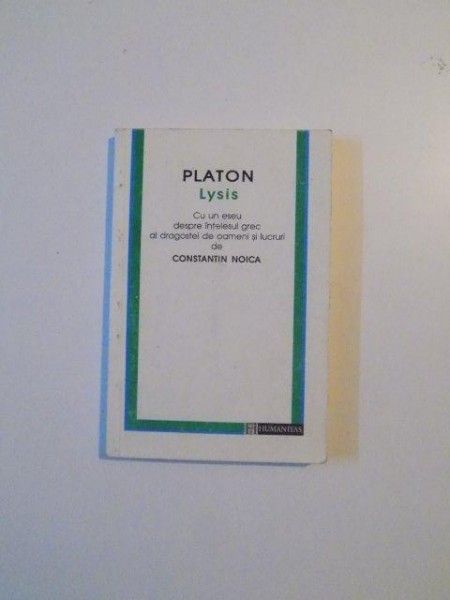 PLATON
Lysis
Cu un eseu
despre înțelesul grec
al dragostei de oameni și lucruri
de
CONSTANTIN NOICA
HUMANITAS